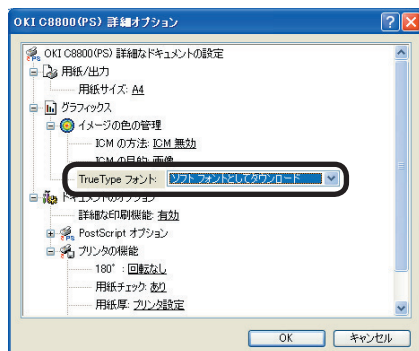 OKI C8800(PS) 詳細オプション
OKI C8800(PS) 詳細なドキュメントの設定
用紙/出力
用紙サイズ: A4
グラフィックス
イメージの色の管理
ICM の方法: ICM 無効
ICM の目的: 画像
TrueType フォント: ソフト フォントとしてダウンロード
ドキュメントのオプション
詳細な印刷機能: 有効
PostScript オプション
プリンタの機能
180°: 回転なし
用紙チェック: あり
用紙厚: プリンタ設定
OK キャンセル